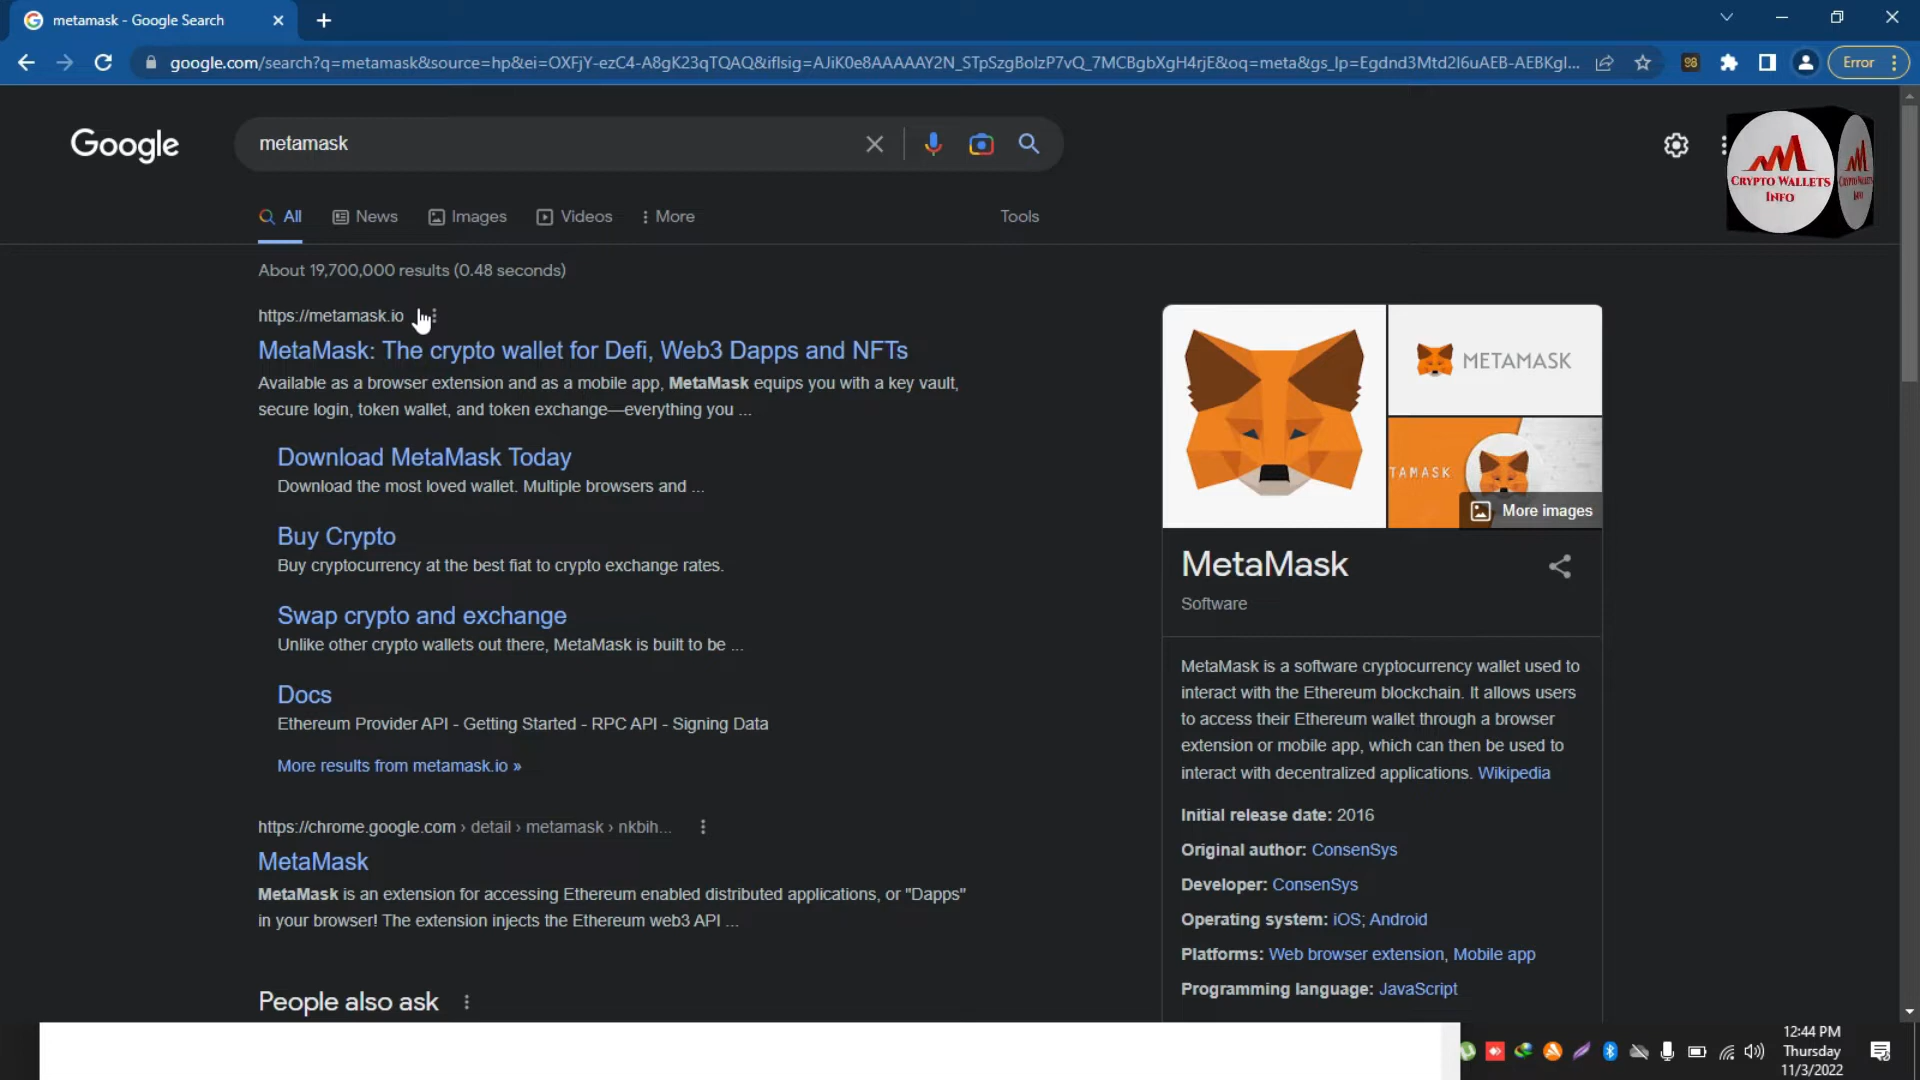 metamask - Google Search
google.com/search?q=metamask&source=hp&ei=OXFjY-ezC4-A8gK23qTQAQ&iflsig=AJiK0e8AAAAAY2N_STpSzgBolzP7vQ_7MCBgbXgH4rjE&oq=meta&gs_lp=Egdnd3Mtd2l6uAEB-AEBKgI...
98
Error
Google
metamask
CRYPTO WALLETS
INFO
All
News
Images
Videos
More
Tools
About 19,700,000 results (0.48 seconds)
https://metamask.io
MetaMask: The crypto wallet for Defi, Web3 Dapps and NFTs
Available as a browser extension and as a mobile app, MetaMask equips you with a key vault,
secure login, token wallet, and token exchange—everything you ...
Download MetaMask Today
Download the most loved wallet. Multiple browsers and ...
Buy Crypto
Buy cryptocurrency at the best fiat to crypto exchange rates.
Swap crypto and exchange
Unlike other crypto wallets out there, MetaMask is built to be ...
Docs
Ethereum Provider API - Getting Started - RPC API - Signing Data
More results from metamask.io »
https://chrome.google.com › detail › metamask › nkbih...
MetaMask
MetaMask is an extension for accessing Ethereum enabled distributed applications, or "Dapps"
in your browser! The extension injects the Ethereum web3 API ...
People also ask
METAMASK
TAMASK
More images
MetaMask
Software
MetaMask is a software cryptocurrency wallet used to
interact with the Ethereum blockchain. It allows users
to access their Ethereum wallet through a browser
extension or mobile app, which can then be used to
interact with decentralized applications. Wikipedia
Initial release date: 2016
Original author: ConsenSys
Developer: ConsenSys
Operating system: iOS; Android
Platforms: Web browser extension, Mobile app
Programming language: JavaScript
12:44 PM
Thursday
11/3/2022